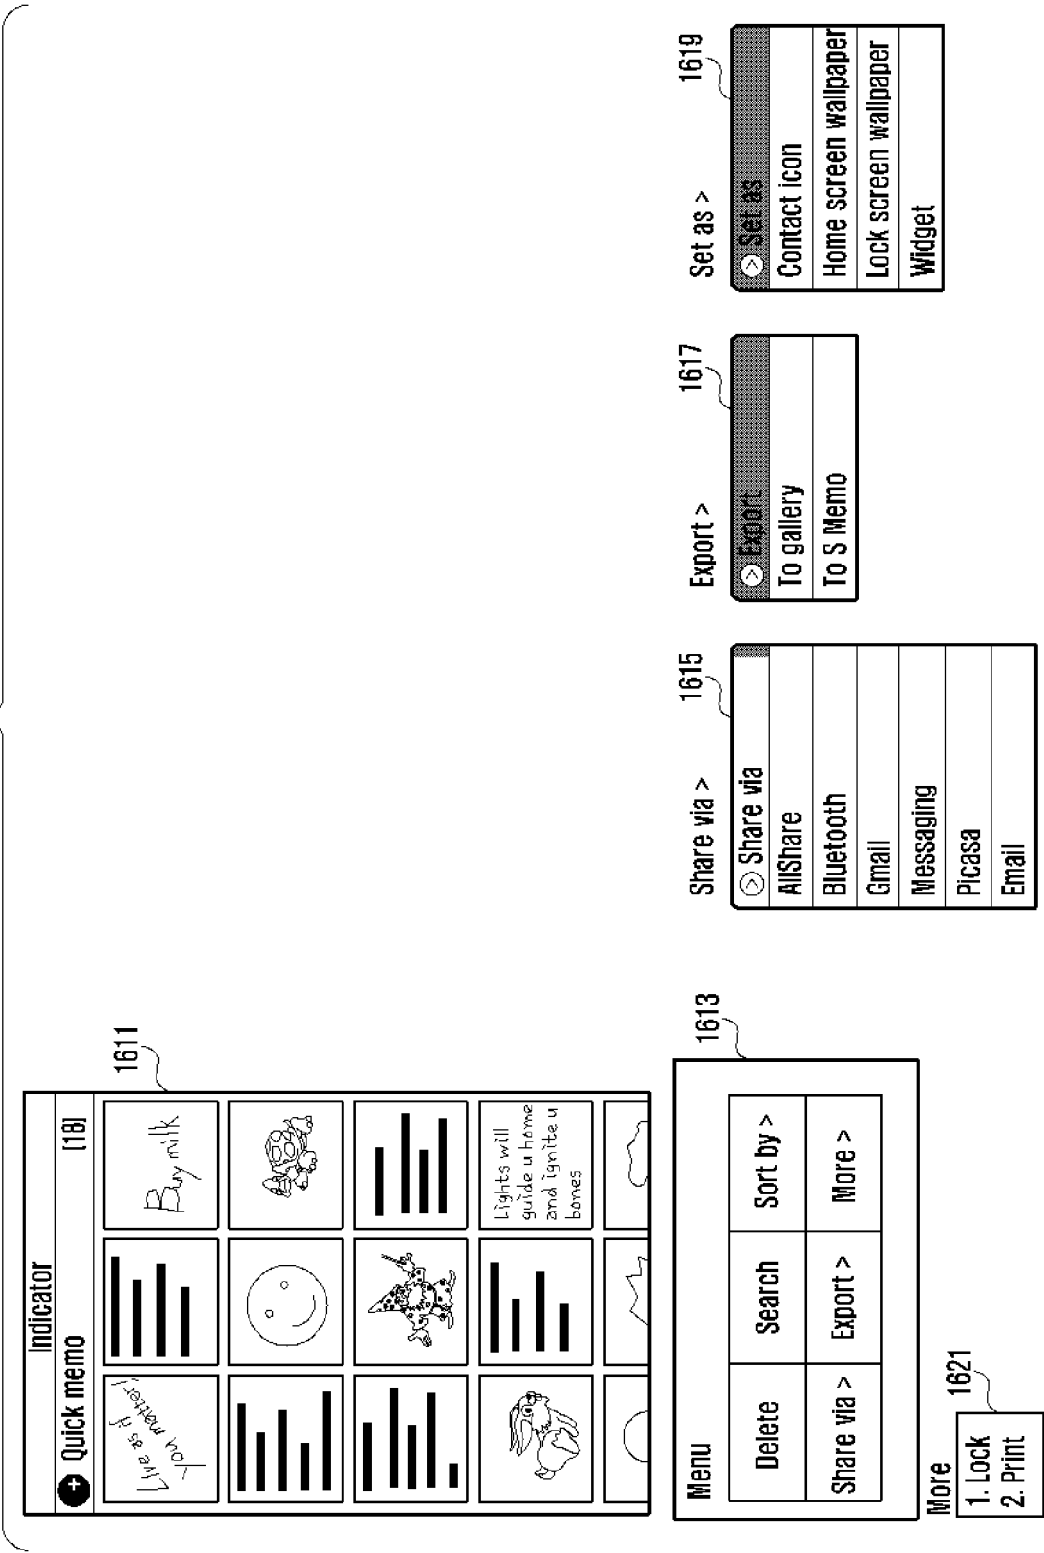 Indicator
Quick memo [18]
1611
Live as if
you matter!
Buy milk
Lights will
guide u home
and ignite u
bones
1613
Menu
Delete Search Sort by >
Share via > Export > More >
More
1621
1. Lock
2. Print
Share via >
1615
Share via
AllShare
Bluetooth
Gmail
Messaging
Picasa
Email
Export >
1617
Export
To gallery
To S Memo
Set as >
1619
Set as
Contact icon
Home screen wallpaper
Lock screen wallpaper
Widget